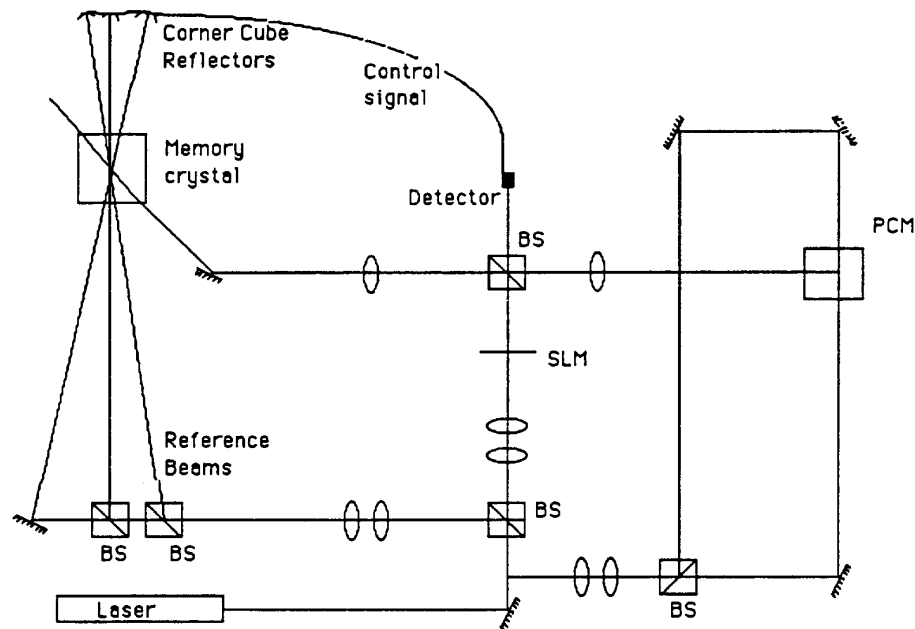 Corner Cube
Reflectors
Control
signal
Memory
crystal
Detector
BS
PCM
SLM
Reference
Beams
BS
BS
BS
BS
Laser